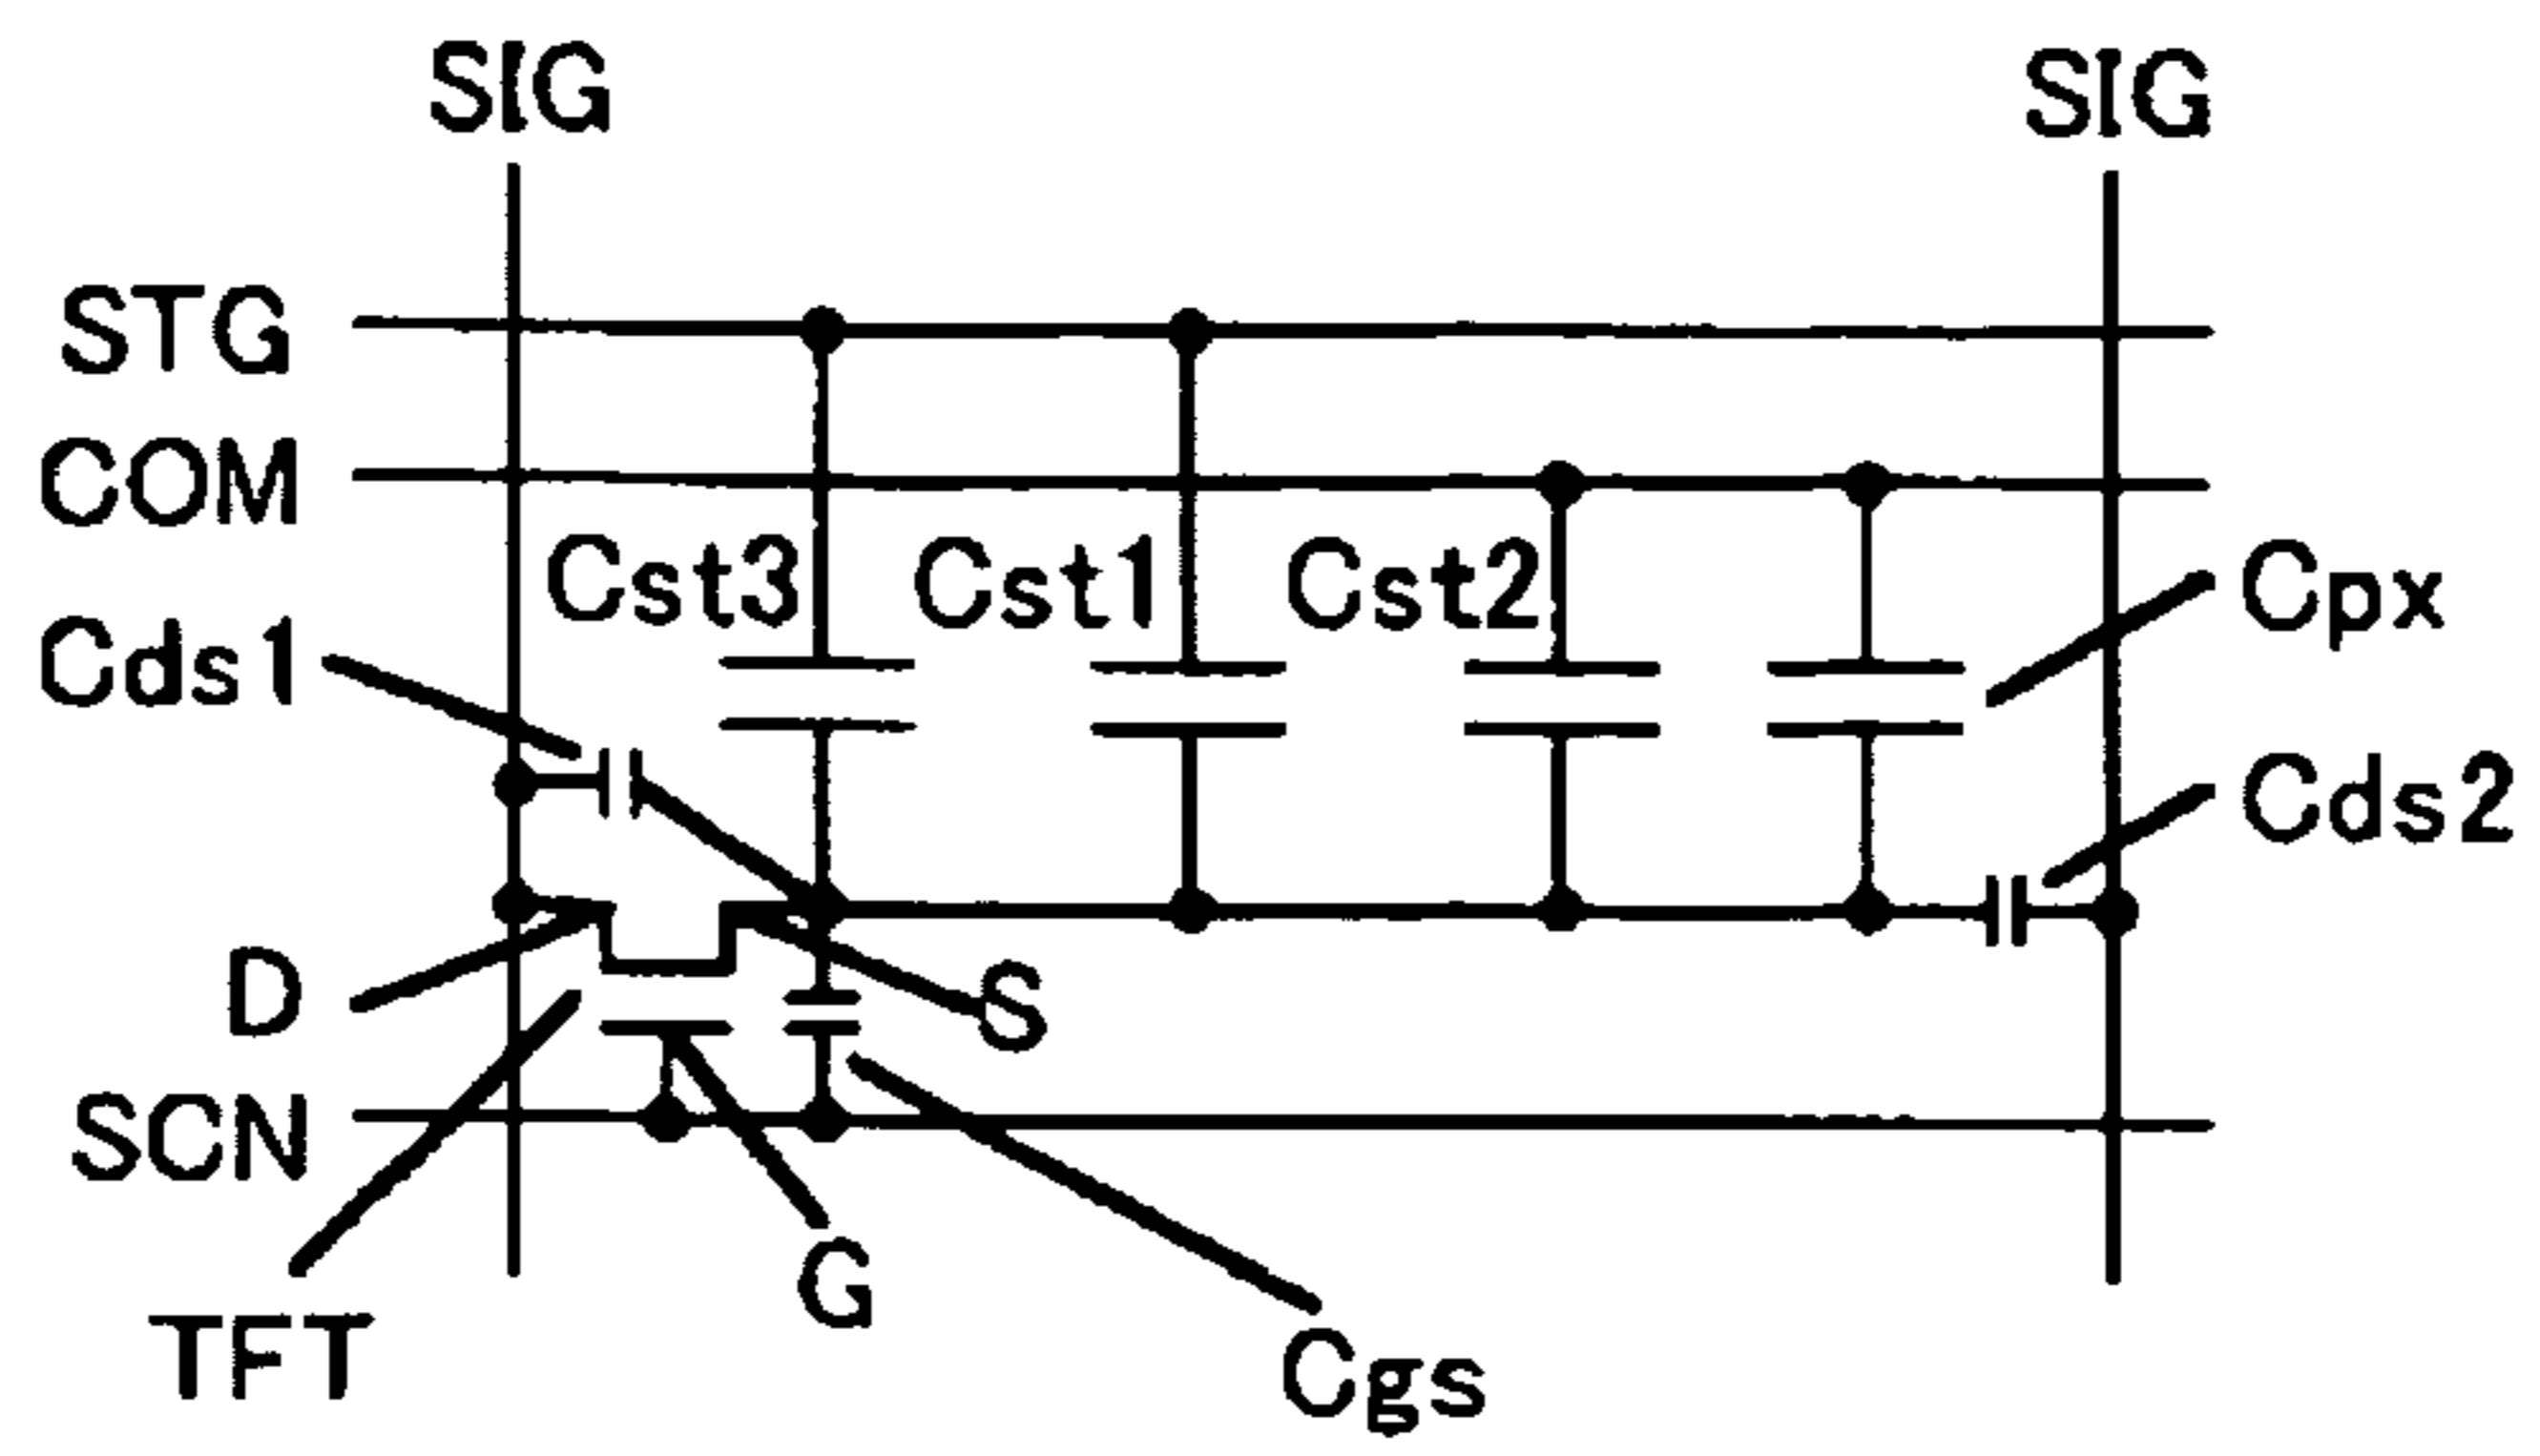 SIG SIG
STG
COM
Cst3 Cst1 Cst2 Cpx
Cds1
Cds2
D S
SCN
G
TFT
Cgs